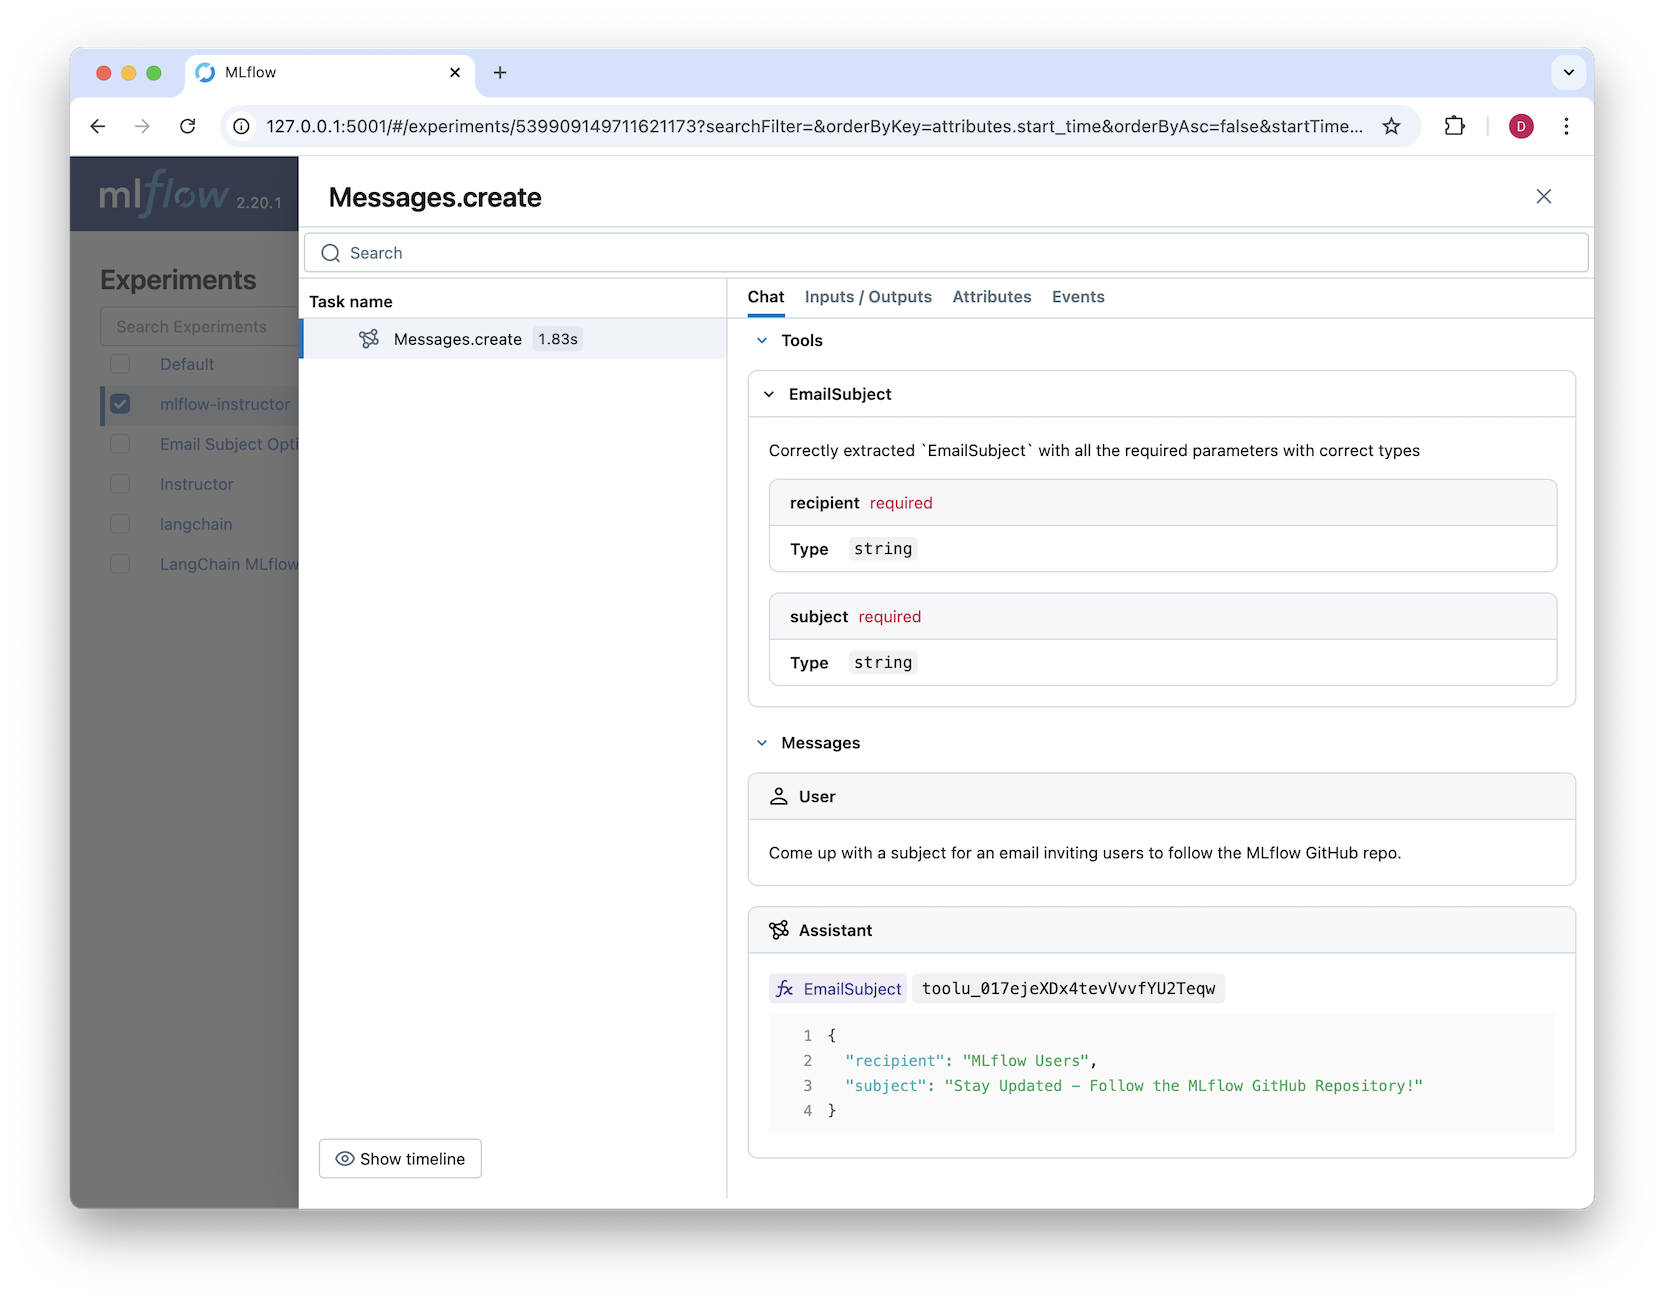 MLflow
127.0.0.1:5001/#/experiments/539909149711621173?searchFilter=&orderByKey=attributes.start_time&orderByAsc=false&startTime...
D
mlflow 2.20.1
Experiments
Search Experiments
Default
mlflow-instructor
Email Subject Opti
Instructor
langchain
LangChain MLflow
Messages.create
Search
Task name
Messages.create 1.83s
Show timeline
Chat Inputs / Outputs Attributes Events
Tools
EmailSubject
Correctly extracted `EmailSubject` with all the required parameters with correct types
recipient required
Type string
subject required
Type string
Messages
User
Come up with a subject for an email inviting users to follow the MLflow GitHub repo.
Assistant
fx EmailSubject toolu_017ejeXDx4tevVvvfYU2Teqw
1 {
2 "recipient": "MLflow Users",
3 "subject": "Stay Updated – Follow the MLflow GitHub Repository!"
4 }